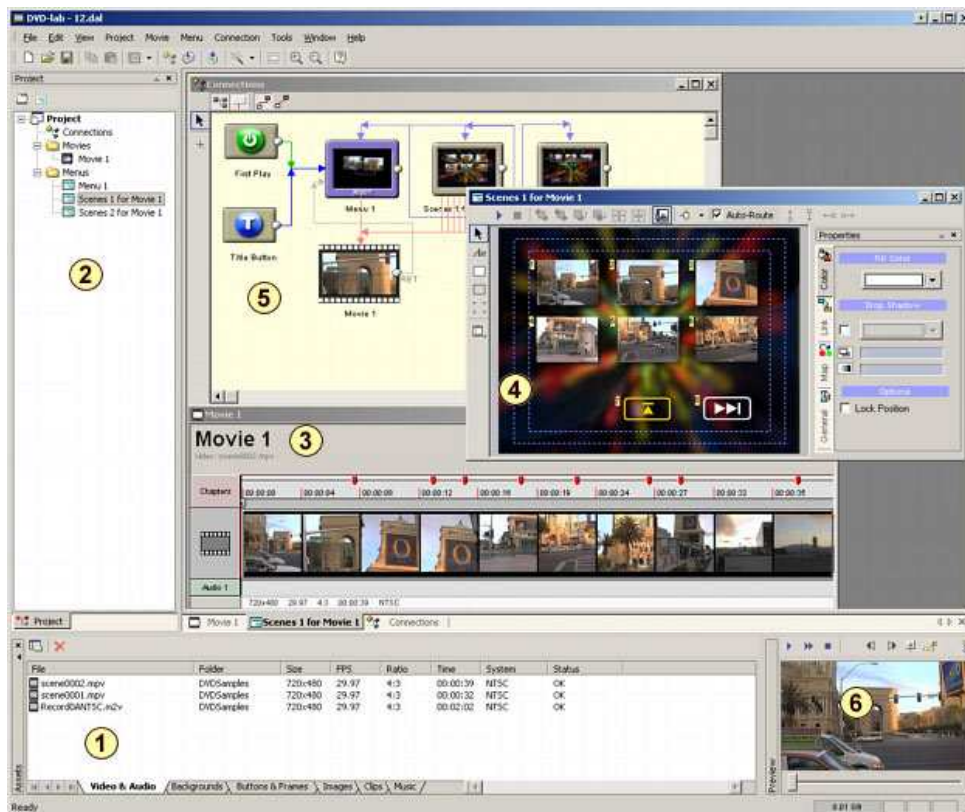 DVD-lab - 12.dal
File Edit View Project Movie Menu Connection Tools Window Help
Project
Project
Connections
Movies
Movie 1
Menus
Menu 1
Scenes 1 for Movie 1
Scenes 2 for Movie 1
2
Connections
First Play
Menu 1
Title Button
Movie 1
5
Scenes 1 for Movie 1
Auto-Route
Properties
Color
Link
Map
General
Fill Color
Drop Shadow
Options
Lock Position
4
Movie 1
Movie 1
3
video: scene0002.mpv
Chapters
00:00:00 00:00:04 00:00:08 00:00:12 00:00:16 00:00:19 00:00:24 00:00:27 00:00:32 00:00:35
Audio 1
720x480 29.97 4:3 00:00:39 NTSC
Project
Movie 1 Scenes 1 for Movie 1 Connections
File Folder Size FPS Ratio Time System Status
scene0002.mpv DVDSamples 720x480 29.97 4:3 00:00:39 NTSC OK
scene0001.mpv DVDSamples 720x480 29.97 4:3 00:00:32 NTSC OK
Record0ANTSC.m2v DVDSamples 720x480 29.97 4:3 00:02:02 NTSC OK
1
Assets
Video & Audio Backgrounds Buttons & Frames Images Clips Music
Preview
6
Ready